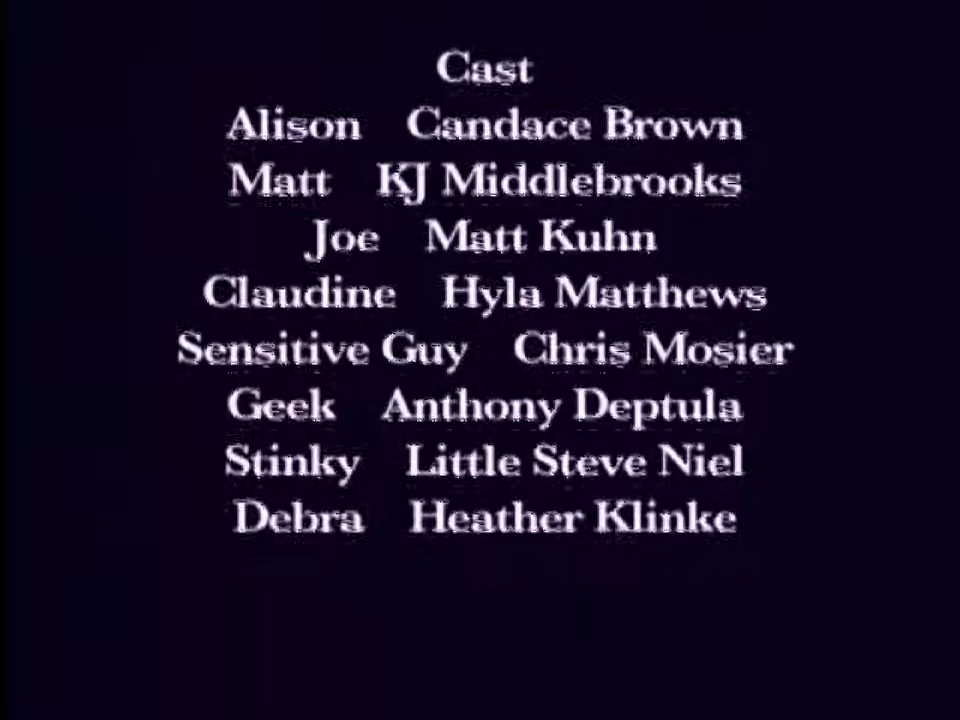 Cast
Alison Candace Brown
Matt KJ Middlebrooks
Joe Matt Kuhn
Claudine Hyla Matthews
Sensitive Guy Chris Mosier
Geek Anthony Deptula
Stinky Little Steve Niel
Debra Heather Klinke